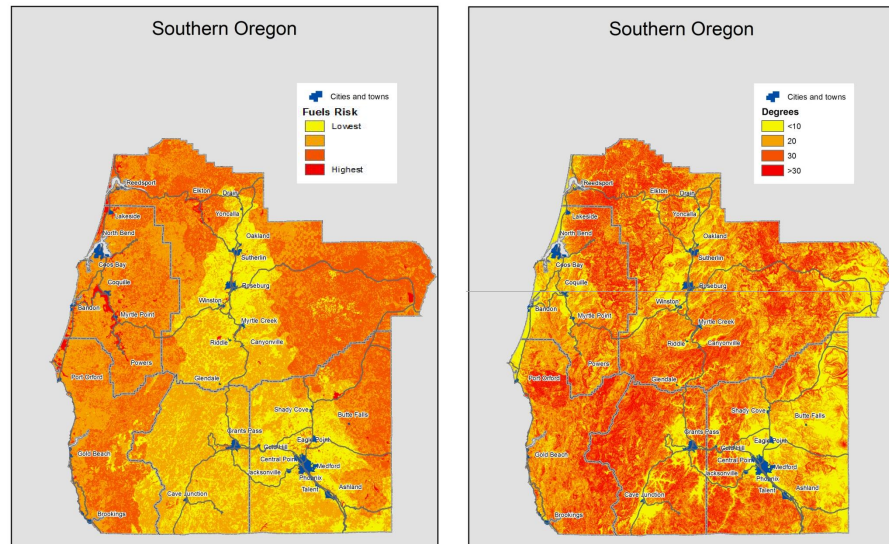 Southern Oregon
Cities and towns
Fuels Risk
Lowest
Highest
Reedsport
Elkton
Drain
Yoncalla
Lakeside
North Bend
Oakland
Sutherlin
Coos Bay
Coquille
Roseburg
Bandon
Winston
Myrtle Point
Myrtle Creek
Riddle
Canyonville
Powers
Port Orford
Glendale
Shady Cove
Butte Falls
Grants Pass
Gold Hill
Eagle Point
Gold Beach
Central Point
Medford
Jacksonville
Phoenix
Cave Junction
Talent
Ashland
Brookings
Southern Oregon
Cities and towns
Degrees
<10
20
30
>30
Reedsport
Elkton
Drain
Yoncalla
Lakeside
North Bend
Oakland
Sutherlin
Coos Bay
Coquille
Roseburg
Bandon
Winston
Myrtle Point
Myrtle Creek
Riddle
Canyonville
Powers
Port Orford
Glendale
Shady Cove
Butte Falls
Grants Pass
Gold Hill
Eagle Point
Gold Beach
Central Point
Medford
Jacksonville
Phoenix
Cave Junction
Talent
Ashland
Brookings